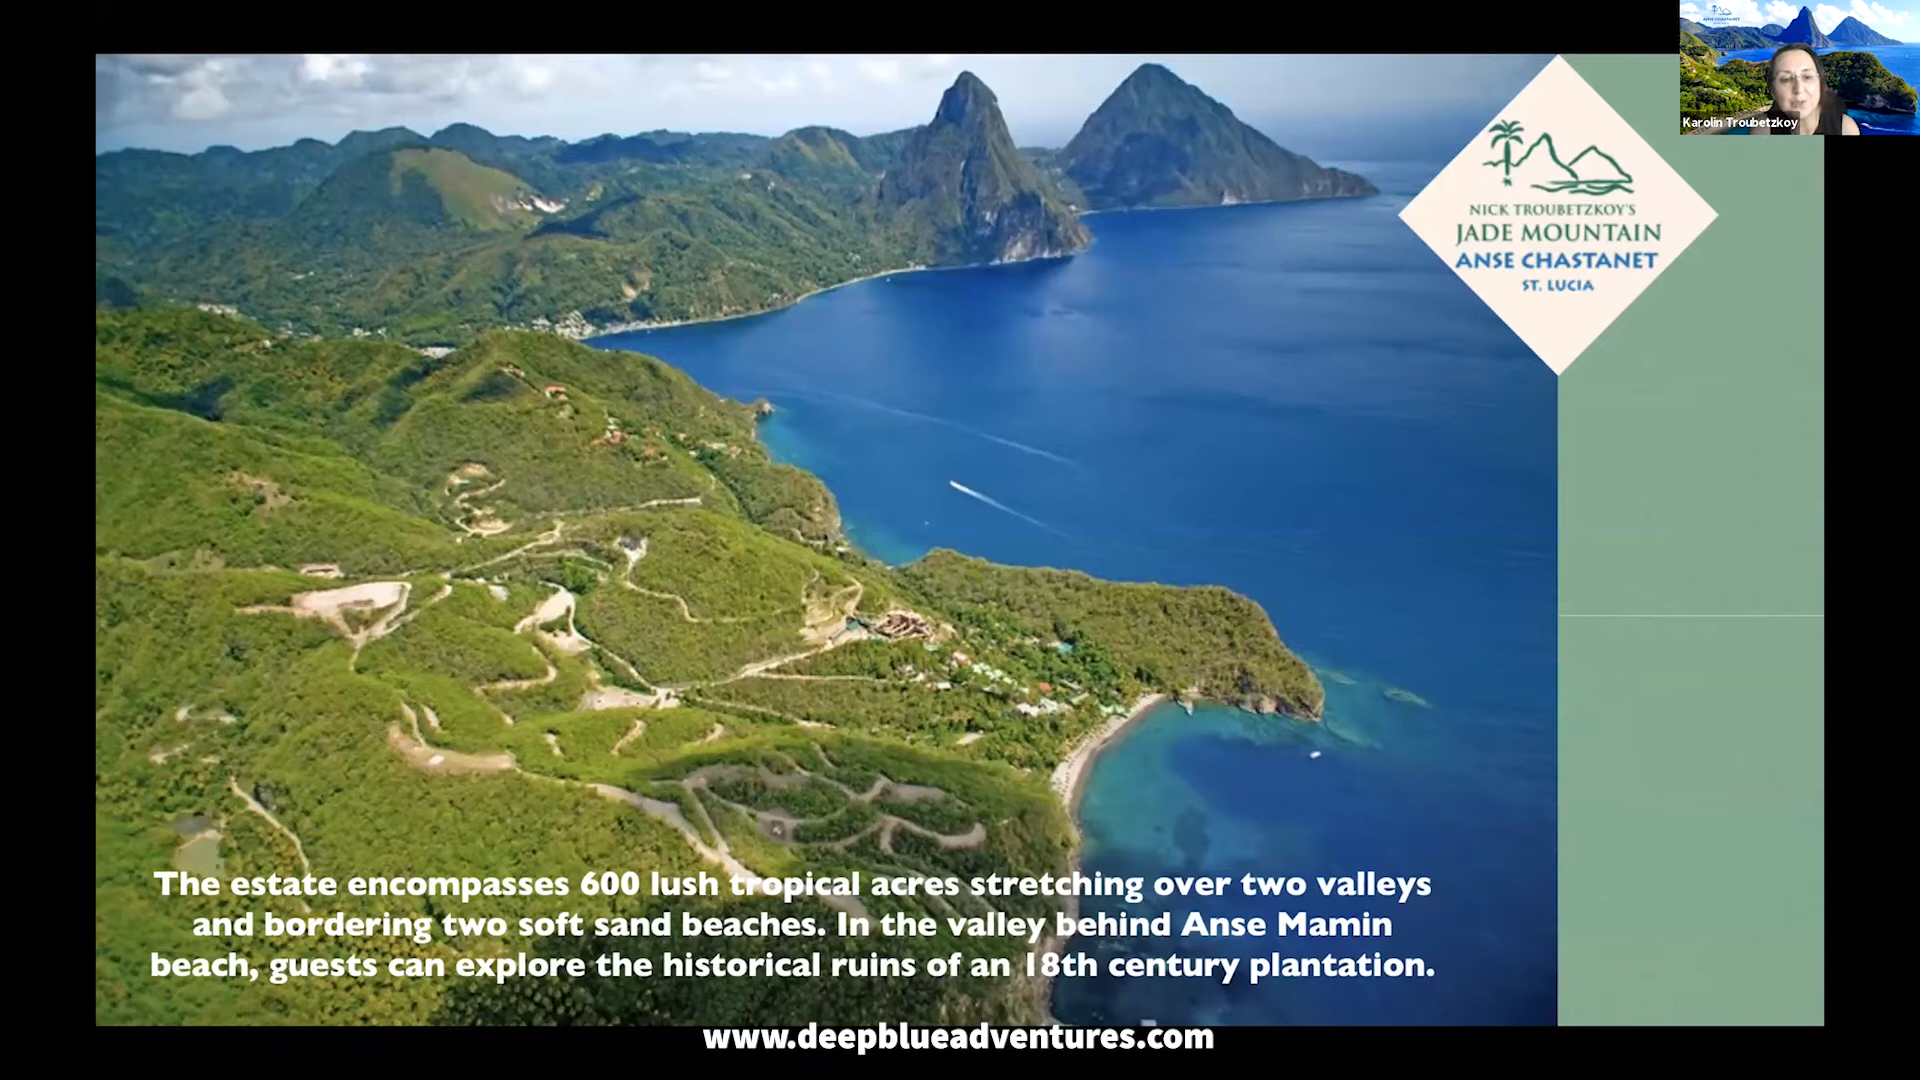 Karolin Troubetzkoy
NICK TROUBETZKOY'S
JADE MOUNTAIN
ANSE CHASTANET
ST. LUCIA
The estate encompasses 600 lush tropical acres stretching over two valleys
and bordering two soft sand beaches. In the valley behind Anse Mamin
beach, guests can explore the historical ruins of an 18th century plantation.
www.deepblueadventures.com